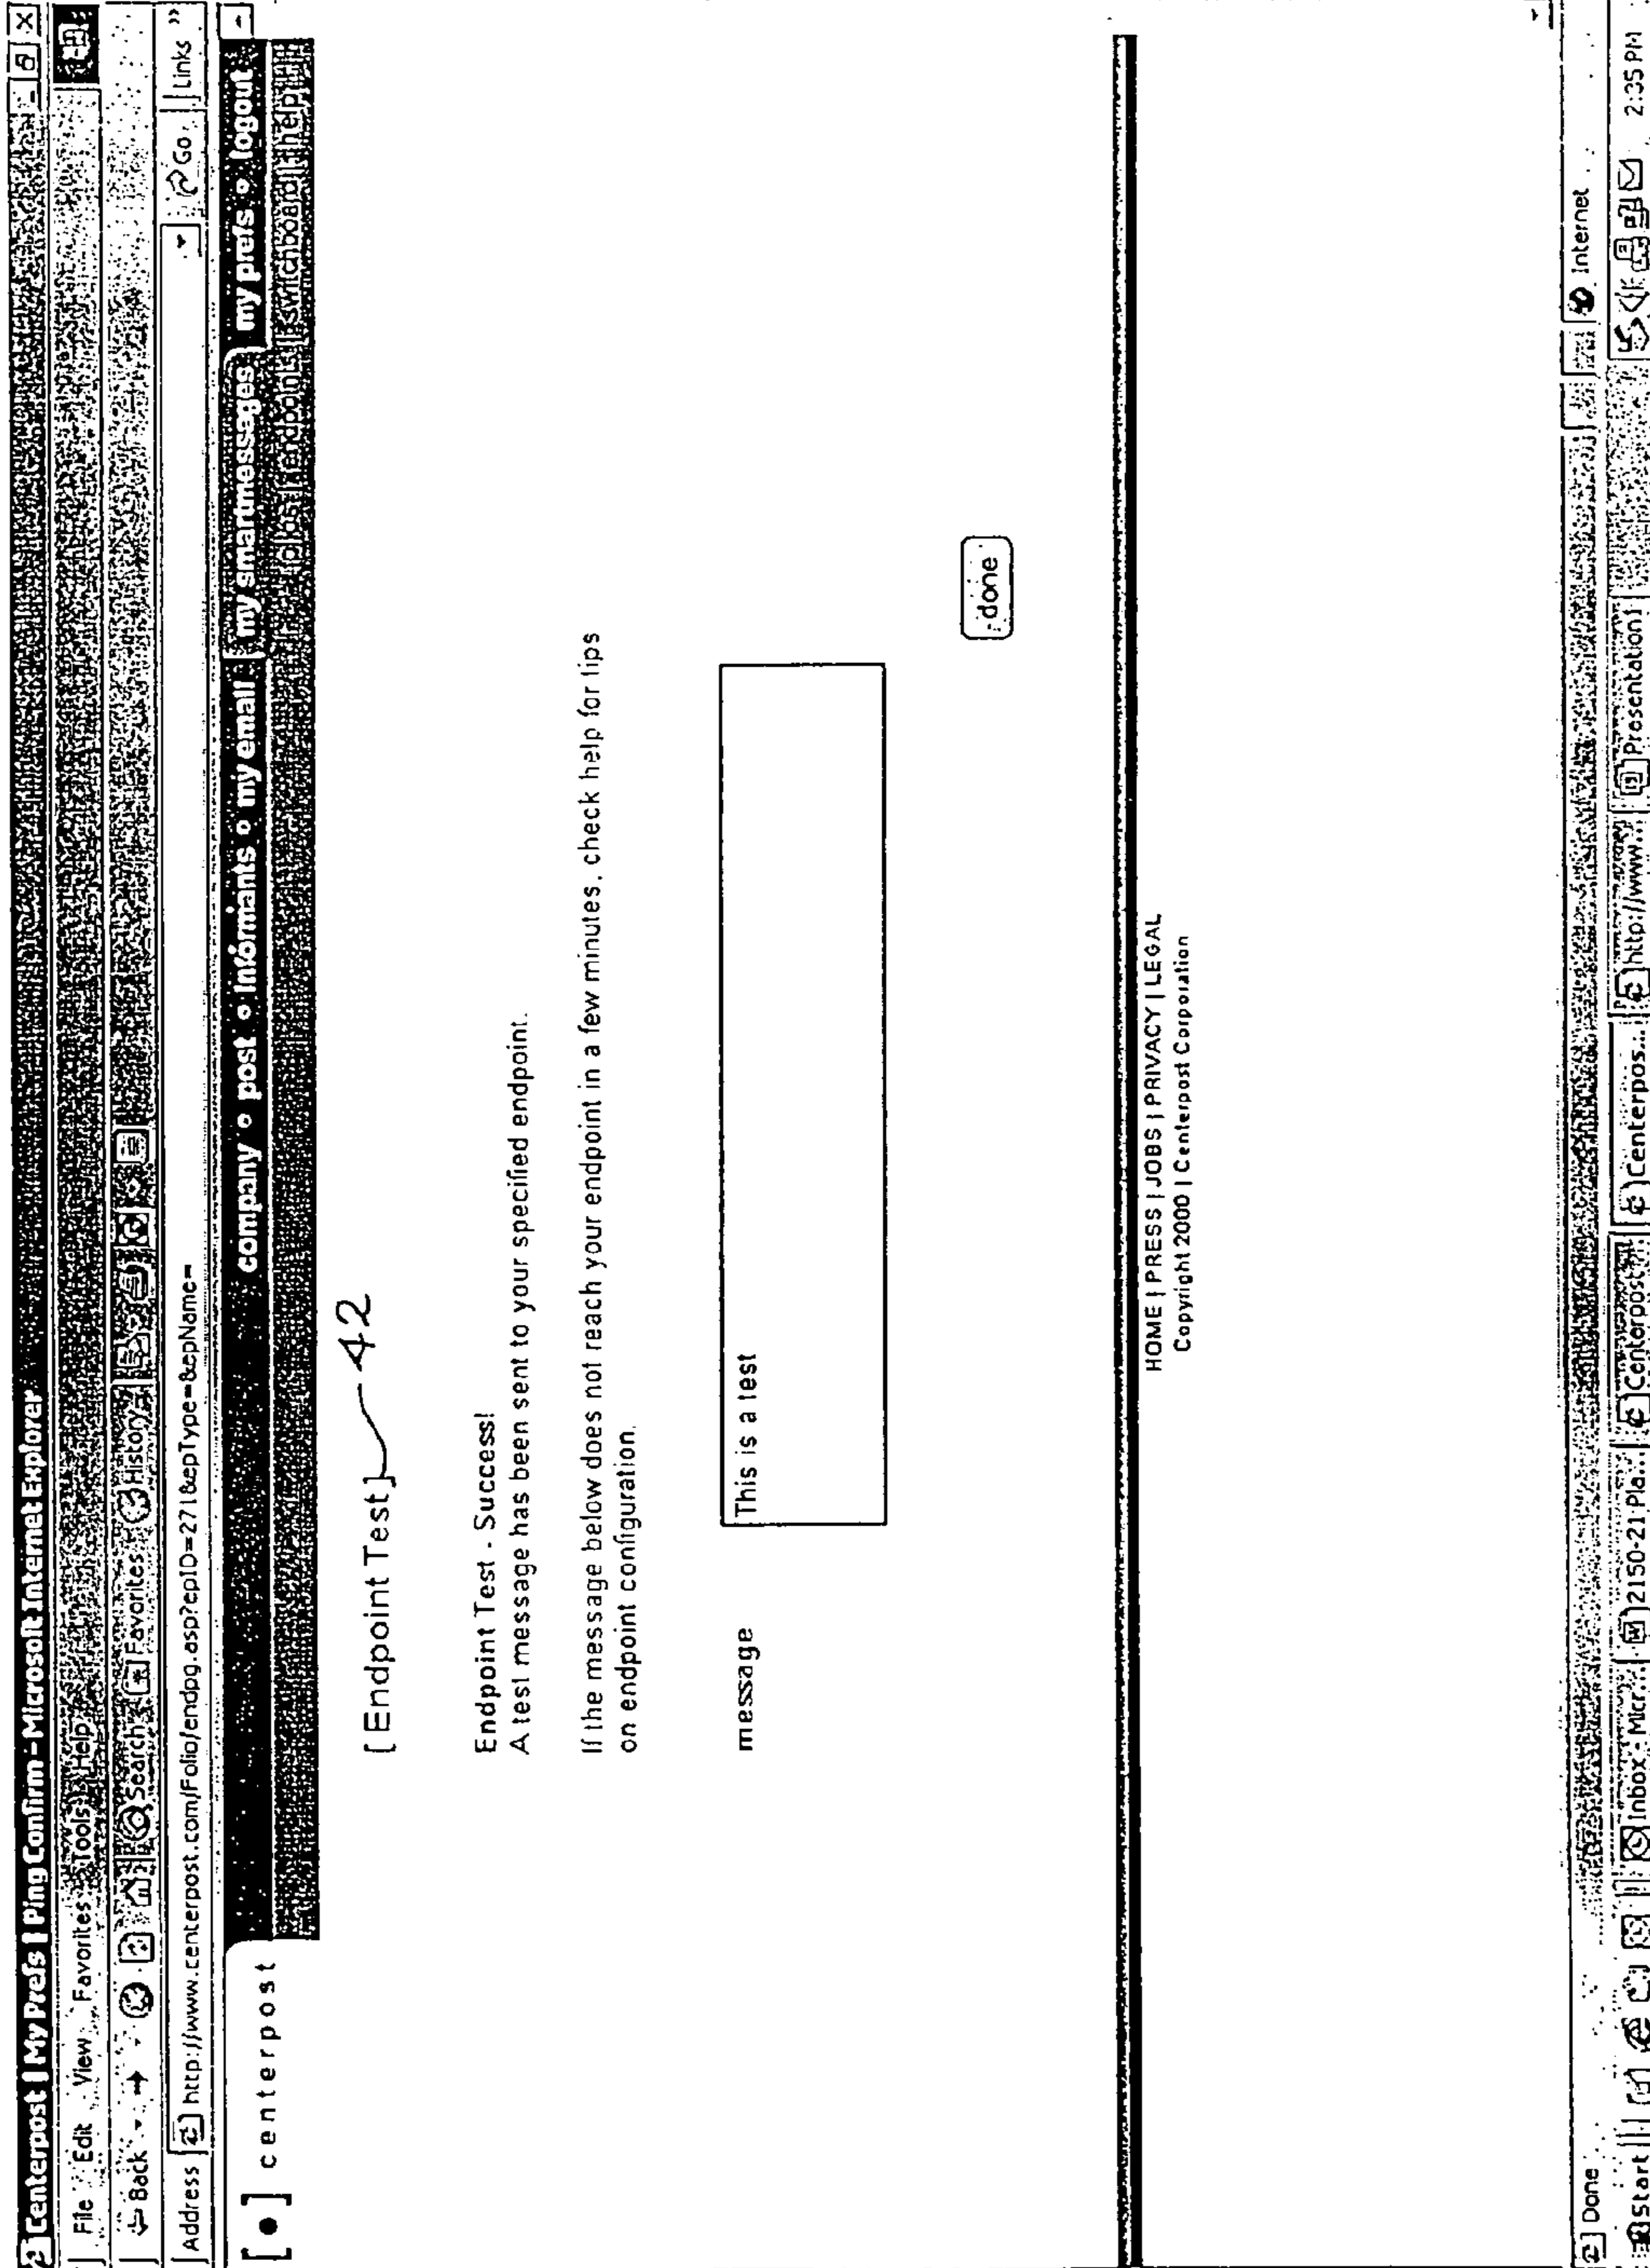 Centerpost | My Prefs | Ping Confirm - Microsoft Internet Explorer
File Edit View Favorites Tools Help
Back Search Favorites History
Address http://www.centerpost.com/Folio/endpg.asp?epID=271&epType=&epName= Go Links »
[ • ] centerpost
company o post o informants o my email my smartmessages my prefs o logout
endpoints | switchboard | help
[ Endpoint Test ] 42
Endpoint Test - Success!
A test message has been sent to your specified endpoint.
If the message below does not reach your endpoint in a few minutes, check help for tips
on endpoint configuration.
message This is a test
done
HOME | PRESS | JOBS | PRIVACY | LEGAL
Copyright 2000 | Centerpost Corporation
Done Internet
Start Inbox - Micr... 2150-21 Pla... Centerpost Centerpos... http://www... Presentation1 2:35 PM